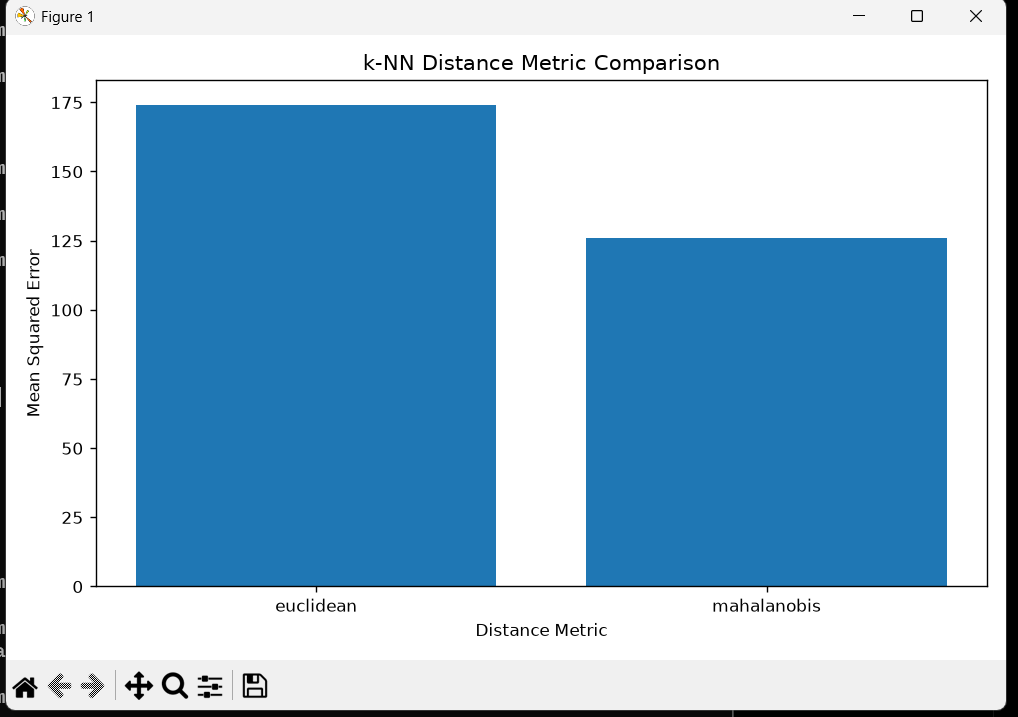 Figure 1
k-NN Distance Metric Comparison
175
150
125
100
75
50
25
0
Mean Squared Error
euclidean
mahalanobis
Distance Metric